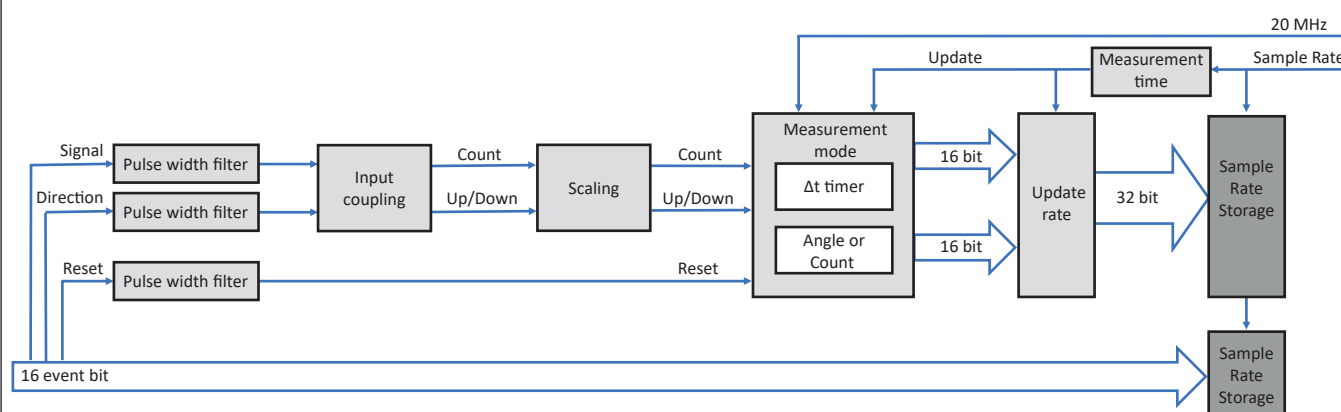 20 MHz
Update
Measurement
time
Sample Rate
Signal
Pulse width filter
Direction
Pulse width filter
Reset
Pulse width filter
Input
coupling
Count
Up/Down
Scaling
Count
Up/Down
Reset
Measurement
mode
Δt timer
Angle or
Count
16 bit
16 bit
Update
rate
32 bit
Sample
Rate
Storage
16 event bit
Sample
Rate
Storage